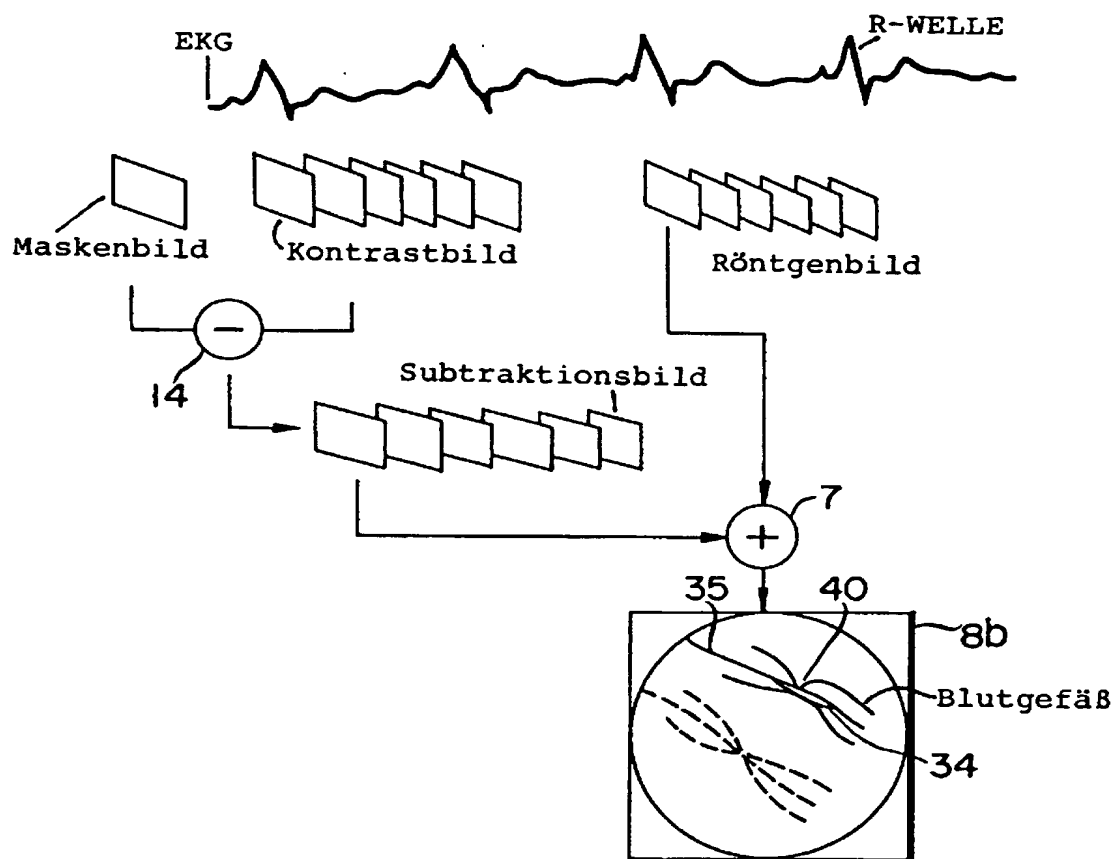 EKG
R-WELLE
Maskenbild
Kontrastbild
Röntgenbild
−
14
Subtraktionsbild
7
+
35
40
8b
Blutgefäß
34